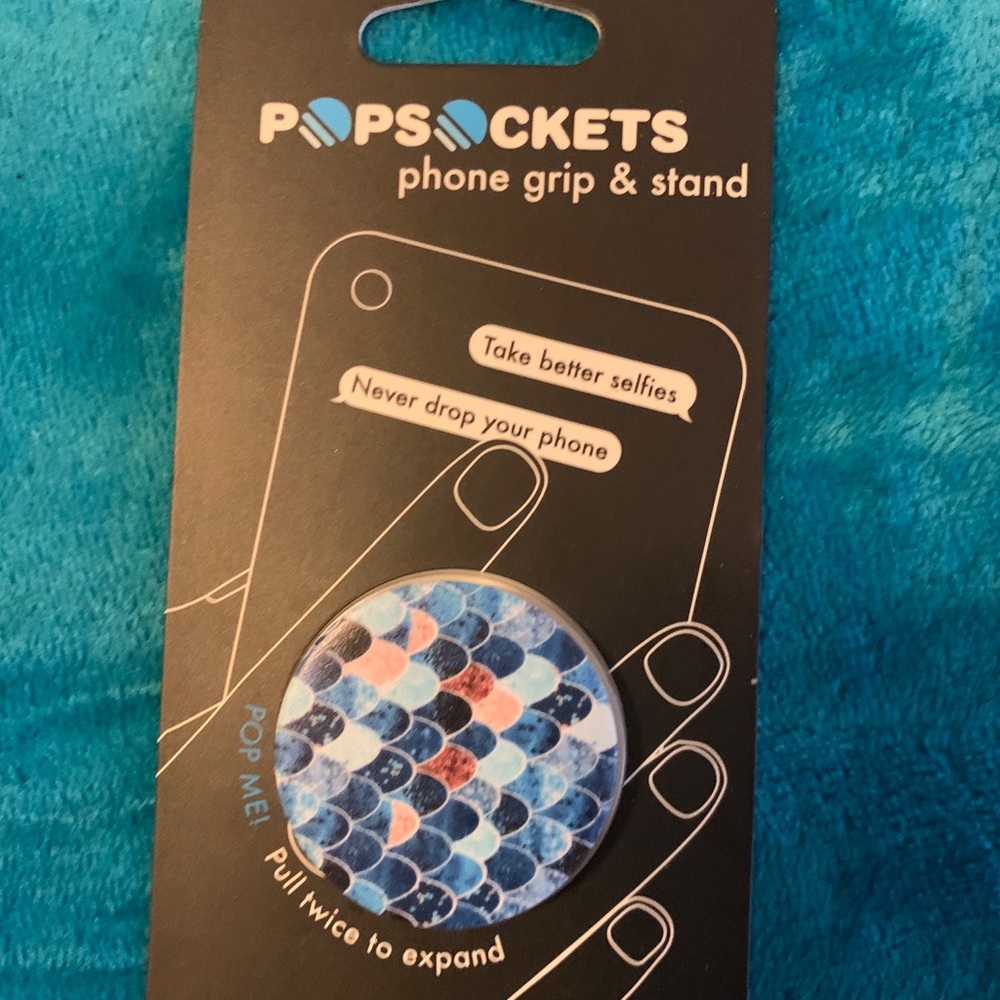 POPSOCKETS
phone grip & stand
Take better selfies
Never drop your phone
POP ME!
Pull twice to expand